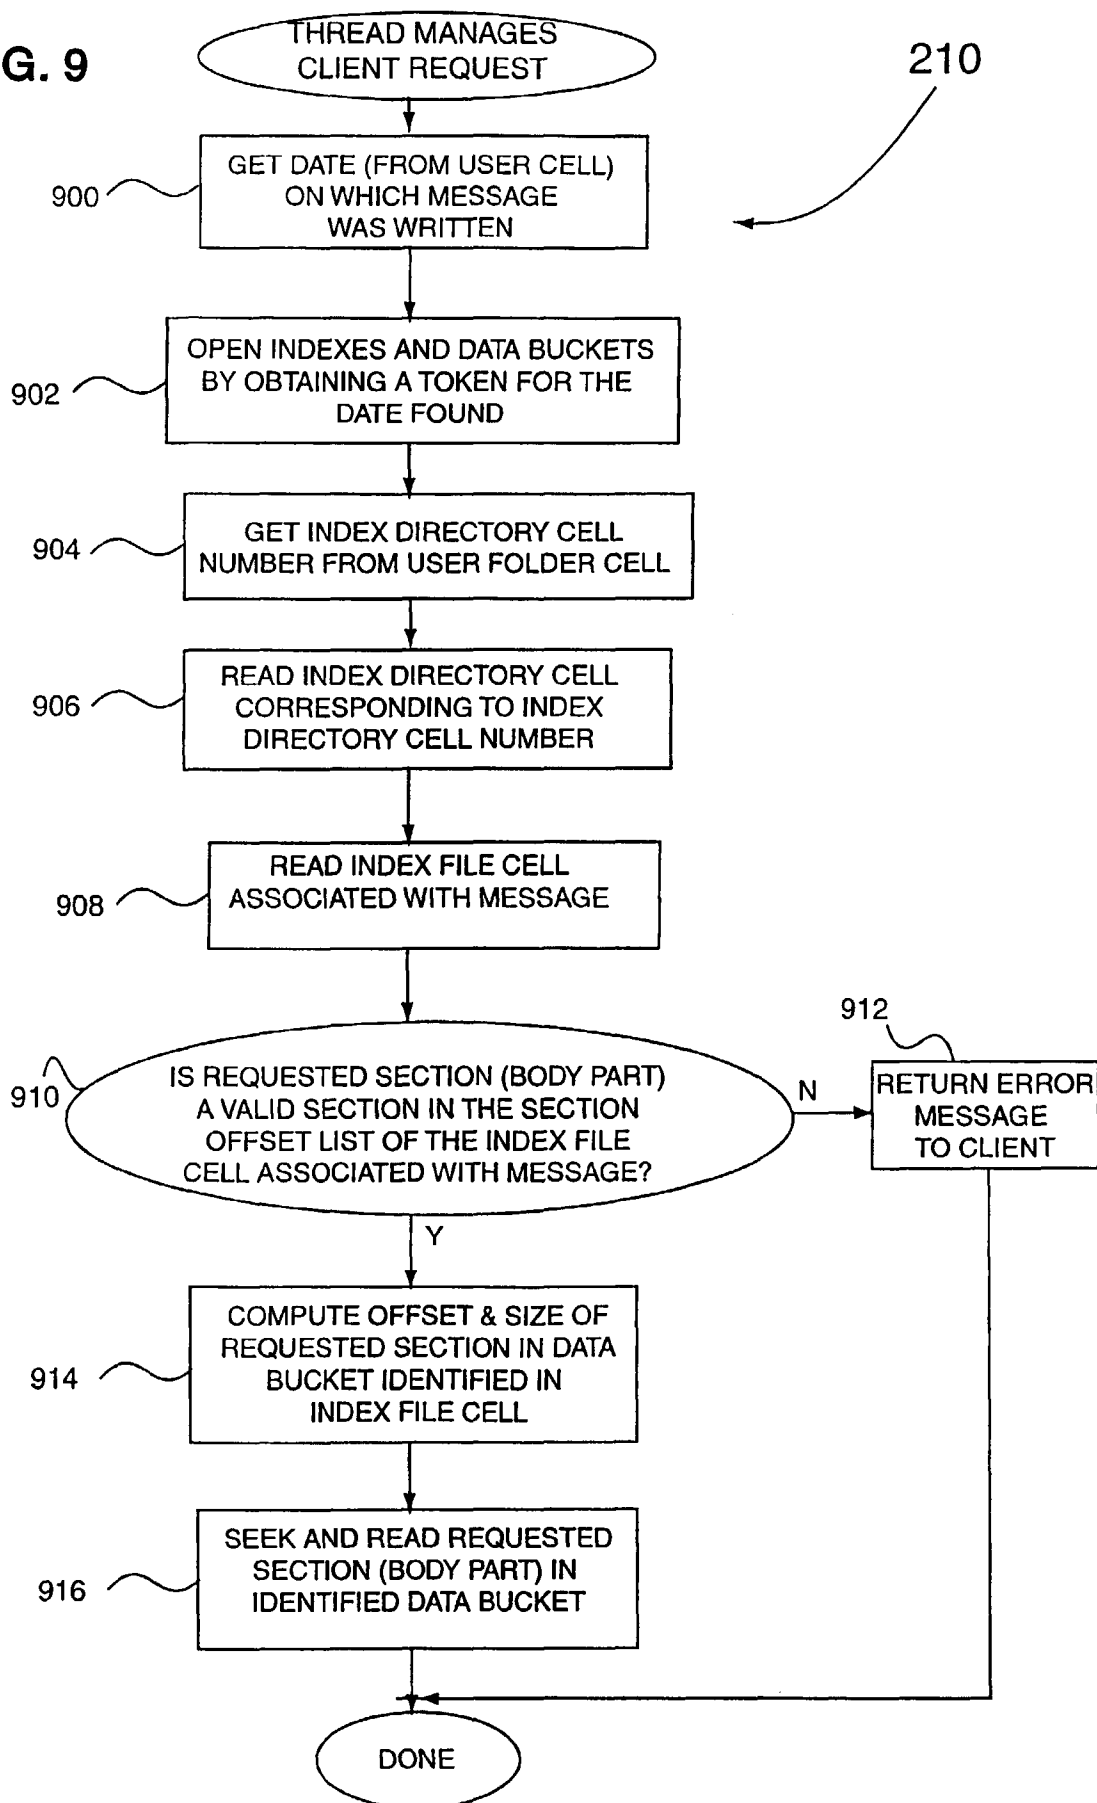 G. 9
THREAD MANAGES
CLIENT REQUEST
210
900
GET DATE (FROM USER CELL)
ON WHICH MESSAGE
WAS WRITTEN
902
OPEN INDEXES AND DATA BUCKETS
BY OBTAINING A TOKEN FOR THE
DATE FOUND
904
GET INDEX DIRECTORY CELL
NUMBER FROM USER FOLDER CELL
906
READ INDEX DIRECTORY CELL
CORRESPONDING TO INDEX
DIRECTORY CELL NUMBER
908
READ INDEX FILE CELL
ASSOCIATED WITH MESSAGE
910
IS REQUESTED SECTION (BODY PART)
A VALID SECTION IN THE SECTION
OFFSET LIST OF THE INDEX FILE
CELL ASSOCIATED WITH MESSAGE?
N
912
RETURN ERROR
MESSAGE
TO CLIENT
Y
914
COMPUTE OFFSET & SIZE OF
REQUESTED SECTION IN DATA
BUCKET IDENTIFIED IN
INDEX FILE CELL
916
SEEK AND READ REQUESTED
SECTION (BODY PART) IN
IDENTIFIED DATA BUCKET
DONE